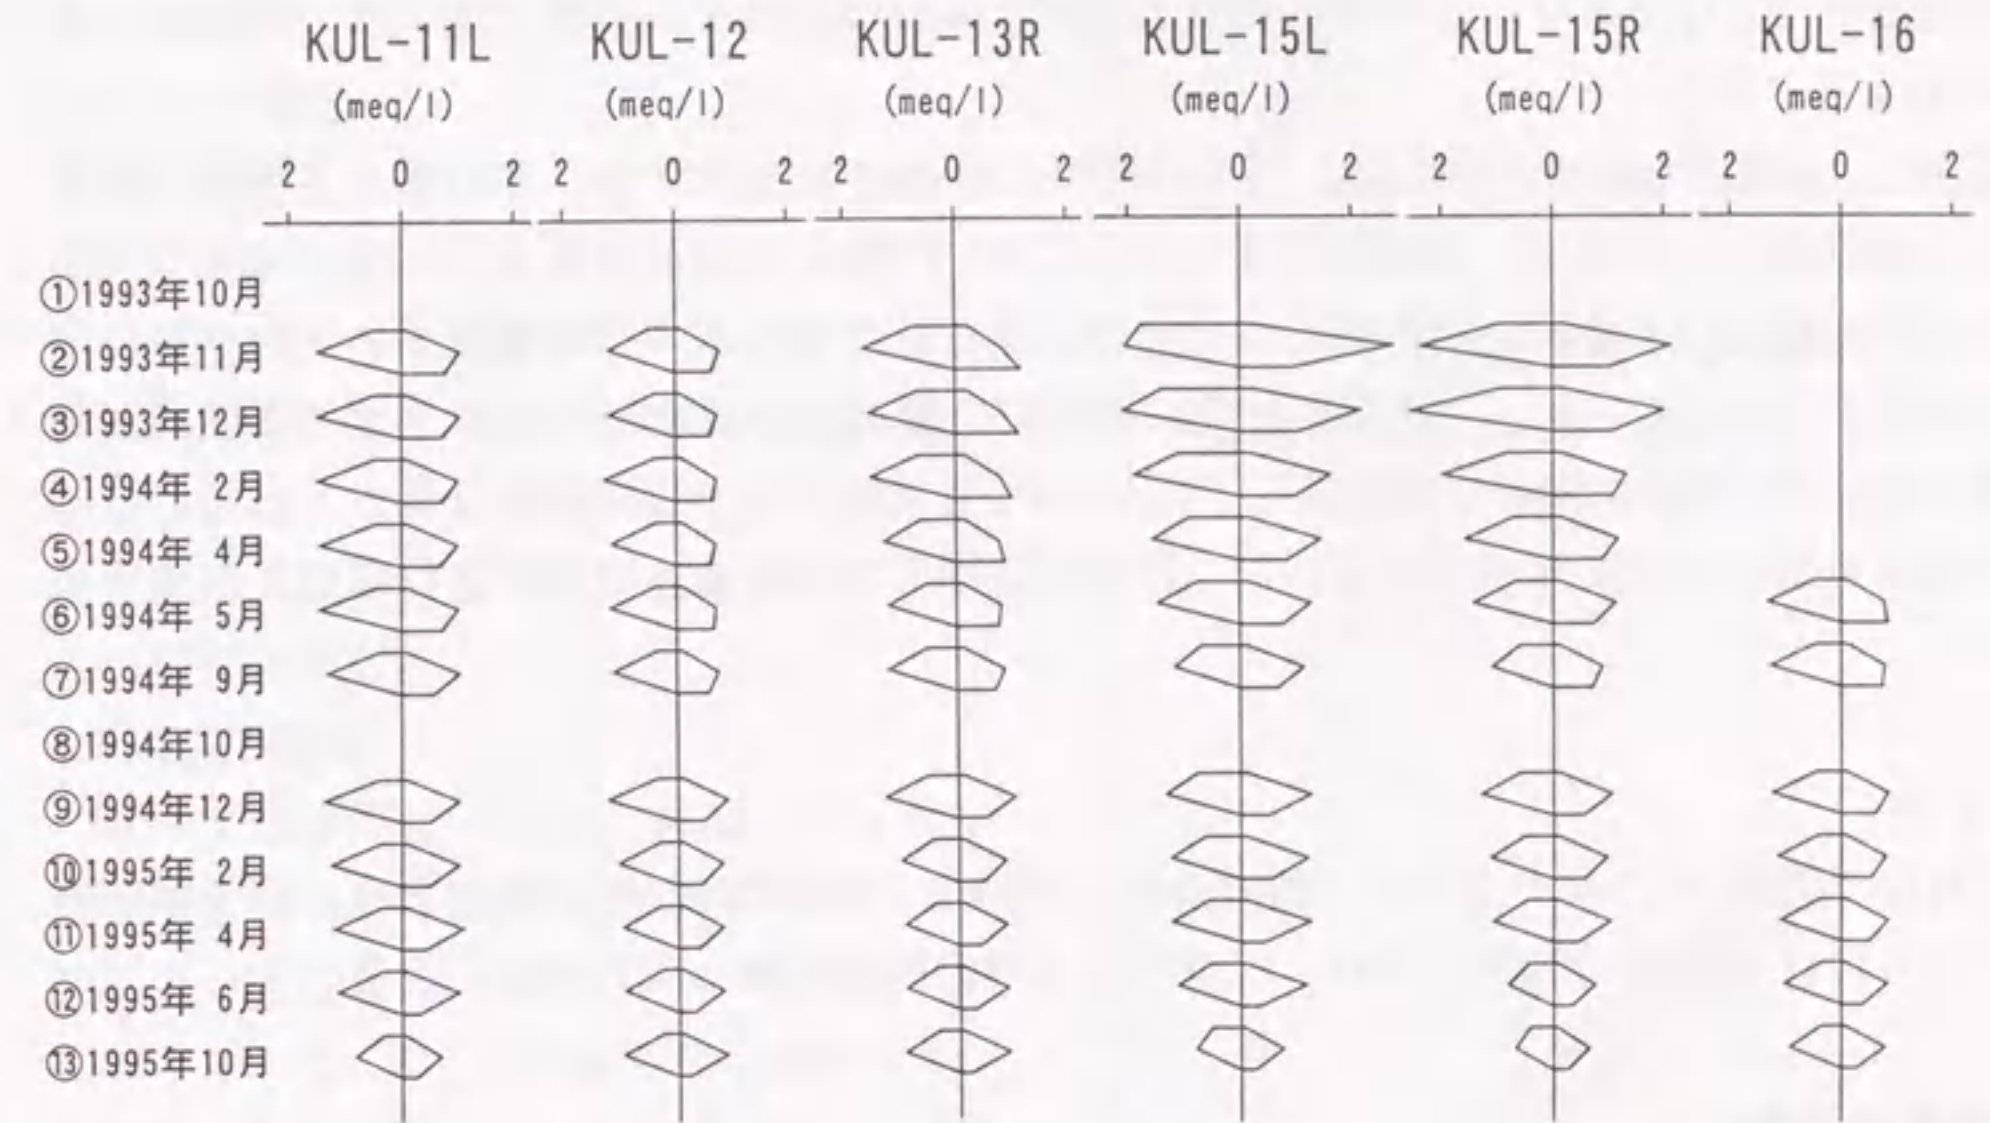 KUL-11L KUL-12 KUL-13R KUL-15L KUL-15R KUL-16
(meq/l) (meq/l) (meq/l) (meq/l) (meq/l) (meq/l)
2 0 2 2 0 2 2 0 2 2 0 2 2 0 2 2 0 2
①1993年10月
②1993年11月
③1993年12月
④1994年 2月
⑤1994年 4月
⑥1994年 5月
⑦1994年 9月
⑧1994年10月
⑨1994年12月
⑩1995年 2月
⑪1995年 4月
⑫1995年 6月
⑬1995年10月